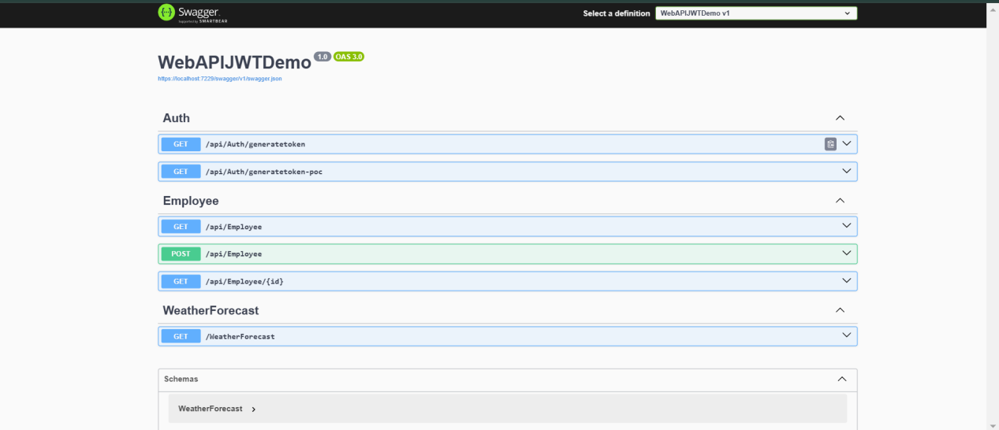 Swagger.
Supported by SMARTBEAR
Select a definition
WebAPIJWTDemo v1
WebAPIJWTDemo 1.0 OAS 3.0
https://localhost:7229/swagger/v1/swagger.json
Auth
GET /api/Auth/generatetoken
GET /api/Auth/generatetoken-poc
Employee
GET /api/Employee
POST /api/Employee
GET /api/Employee/{id}
WeatherForecast
GET /WeatherForecast
Schemas
WeatherForecast